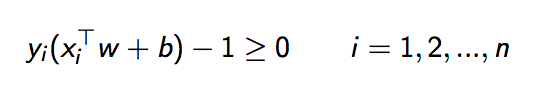 yᵢ(xᵢ⊤w + b) − 1 ≥ 0 i = 1, 2, ..., n